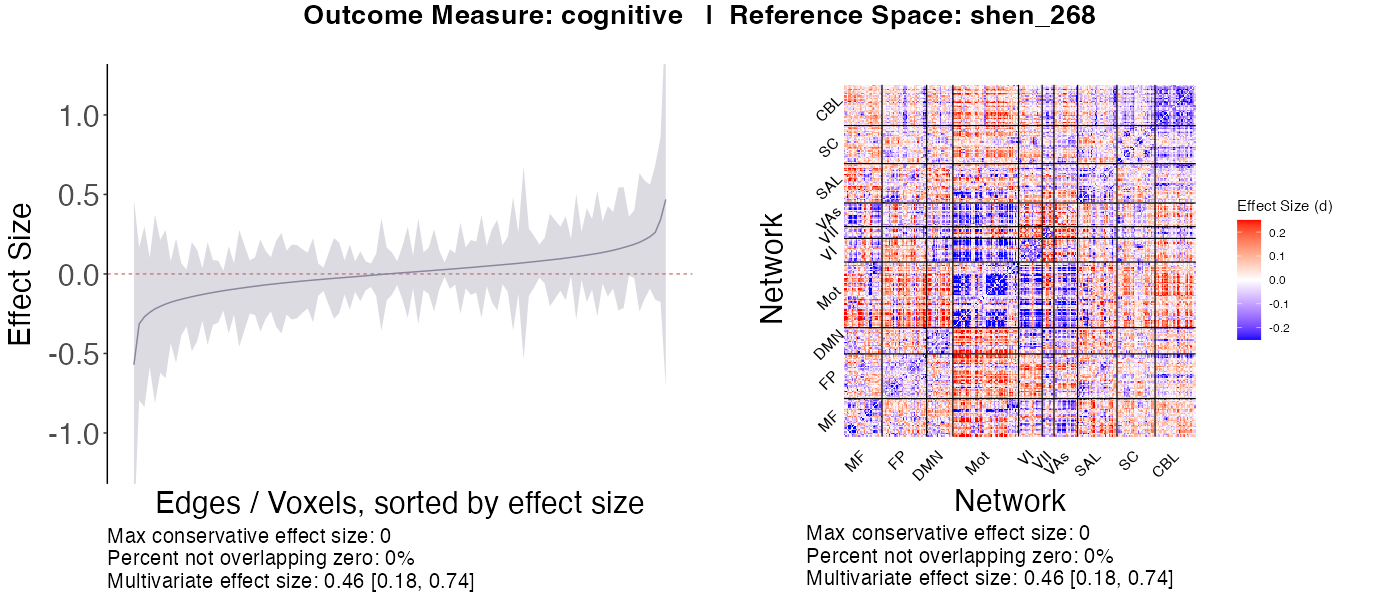 Outcome Measure: cognitive | Reference Space: shen_268
Effect Size
1.0
0.5
0.0
-0.5
-1.0
Edges / Voxels, sorted by effect size
Max conservative effect size: 0
Percent not overlapping zero: 0%
Multivariate effect size: 0.46 [0.18, 0.74]
Network
CBL
SC
SAL
VAs
VII
VI
Mot
DMN
FP
MF
MF
FP
DMN
Mot
VI
VII
VAs
SAL
SC
CBL
Network
Effect Size (d)
0.2
0.1
0.0
-0.1
-0.2
Max conservative effect size: 0
Percent not overlapping zero: 0%
Multivariate effect size: 0.46 [0.18, 0.74]